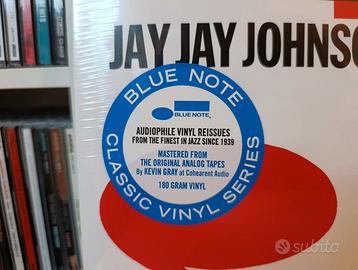 JAY JAY JOHNSO
BLUE NOTE
BLUE NOTE
AUDIOPHILE VINYL REISSUES
FROM THE FINEST IN JAZZ SINCE 1939
MASTERED FROM
THE ORIGINAL ANALOG TAPES
By KEVIN GRAY at Cohearent Audio
180 GRAM VINYL
CLASSIC VINYL SERIES
subito